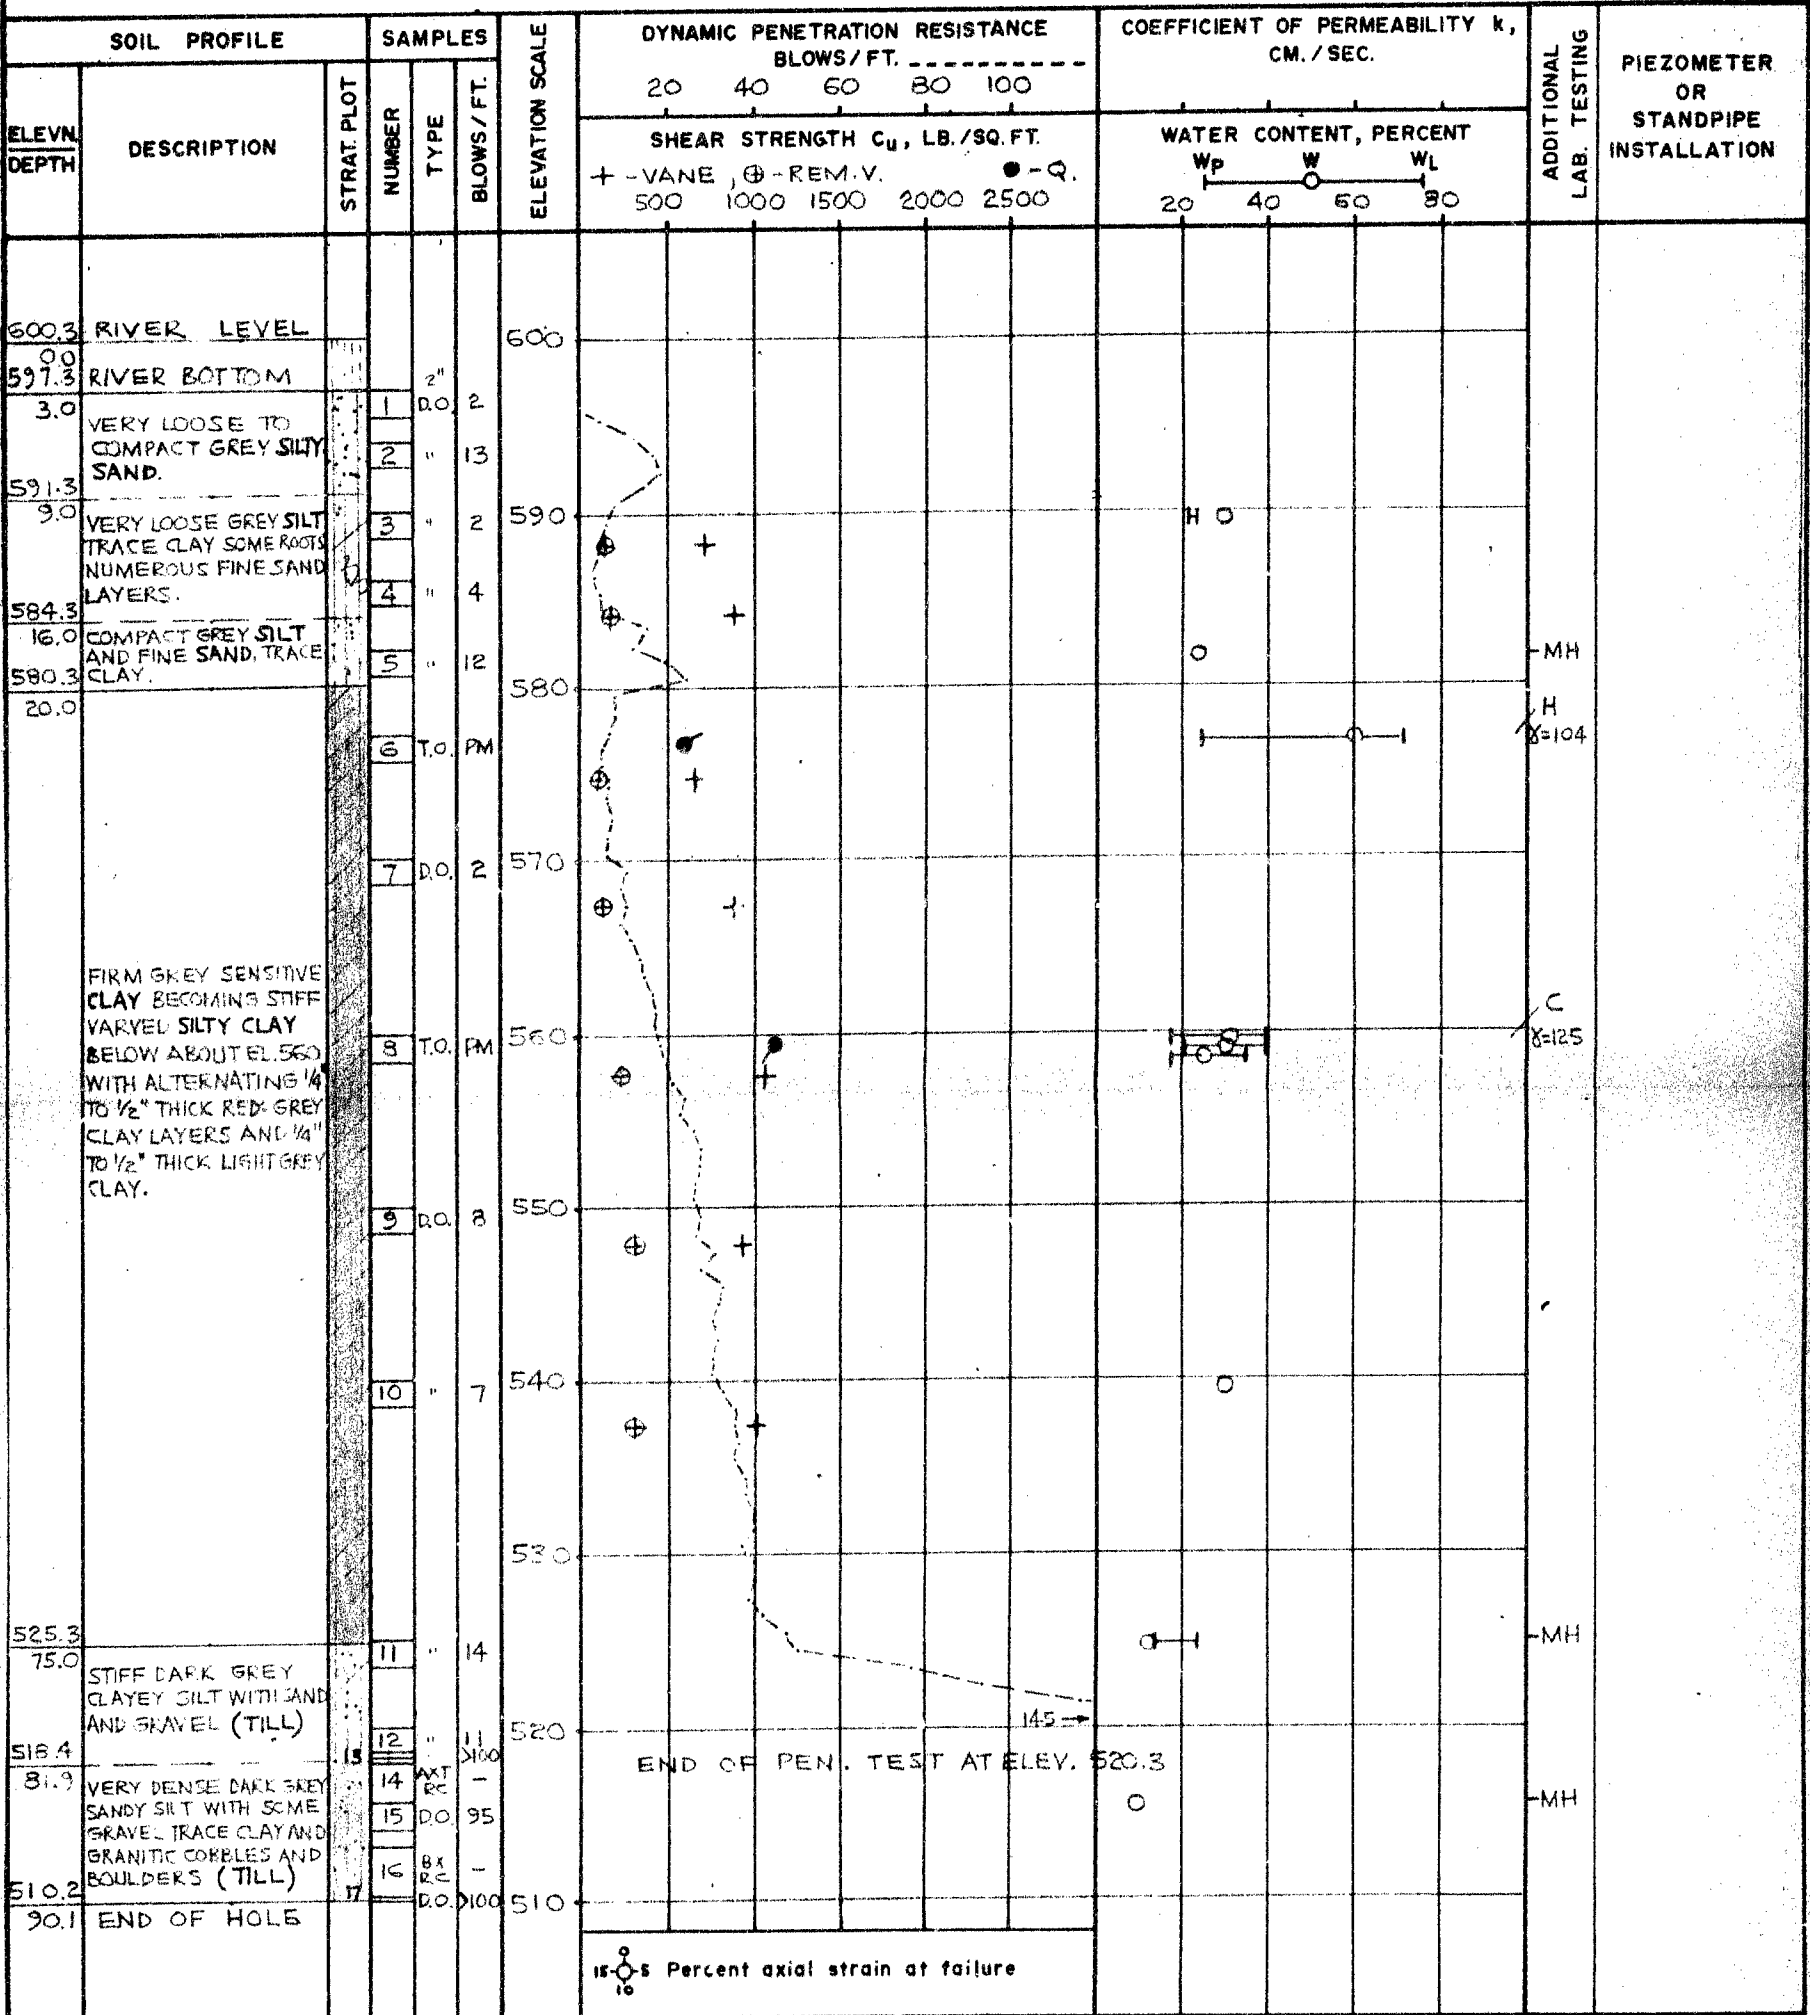 SOIL PROFILE
SAMPLES
ELEVATION SCALE
DYNAMIC PENETRATION RESISTANCE
BLOWS/FT. ----------
20 40 60 80 100
COEFFICIENT OF PERMEABILITY k,
CM./SEC.
ADDITIONAL
LAB. TESTING
PIEZOMETER
OR
STANDPIPE
INSTALLATION
ELEVN.
DEPTH
DESCRIPTION
STRAT. PLOT
NUMBER
TYPE
BLOWS/FT.
SHEAR STRENGTH Cu, LB./SQ.FT.
+ -VANE, ⊕-REM.V. ●-Q.
500 1000 1500 2000 2500
WATER CONTENT, PERCENT
Wp W WL
20 40 60 80
600.3 RIVER LEVEL
0.0
600
597.3 RIVER BOTTOM
3.0
2"
1 D.O. 2
VERY LOOSE TO
COMPACT GREY SILTY
SAND.
2 " 13
591.3
9.0
VERY LOOSE GREY SILT
TRACE CLAY SOME ROOTS
NUMEROUS FINE SAND
LAYERS.
3 " 2
590
4 " 4
584.3
16.0
COMPACT GREY SILT
AND FINE SAND, TRACE
CLAY.
5 " 12
MH
580.3
20.0
580
6 T.O. PM
H
γ=104
7 D.O. 2
570
FIRM GREY SENSITIVE
CLAY BECOMING STIFF
VARVEL SILTY CLAY
BELOW ABOUT EL.560
WITH ALTERNATING 1/4
TO 1/2" THICK RED-GREY
CLAY LAYERS AND 1/4"
TO 1/2" THICK LIGHT GREY
CLAY.
8 T.O. PM
560
C
γ=125
9 D.O. 8
550
10 " 7
540
530
525.3
75.0
11 " 14
MH
STIFF DARK GREY
CLAYEY SILT WITH SAND
AND GRAVEL (TILL)
12 " 11
520
145 →
13 >100
518.4
81.9
END OF PEN. TEST AT ELEV. 520.3
VERY DENSE DARK GREY
SANDY SILT WITH SOME
GRAVEL TRACE CLAY AND
GRANITIC COBBLES AND
BOULDERS (TILL)
14 AXT RC -
15 D.O. 95
MH
16 BX RC -
17 D.O. >100
510
510.2
90.1 END OF HOLE
0
15 5 Percent axial strain at failure
10